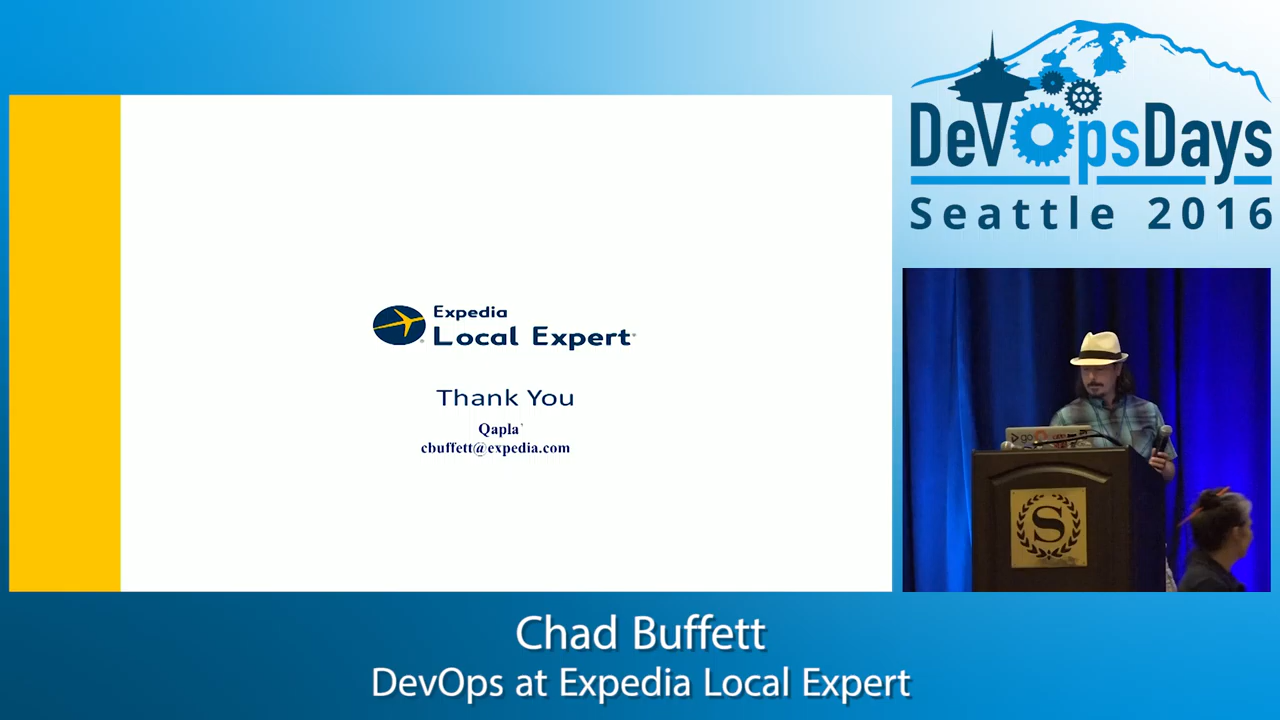 DevOpsDays
Seattle 2016
Expedia
Local Expert
Thank You
Qapla'
cbuffett@expedia.com
go
S
Chad Buffett
DevOps at Expedia Local Expert